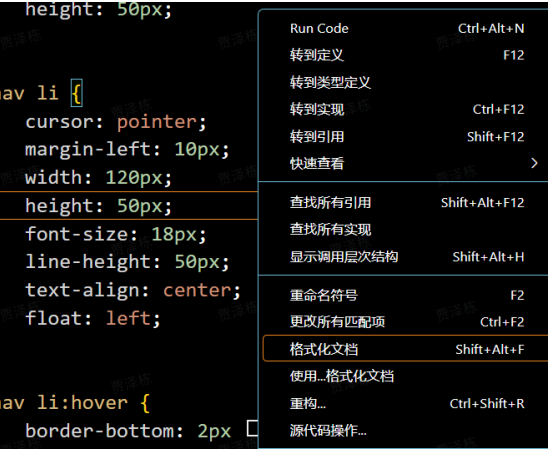 height: 50px;
nav li {
cursor: pointer;
margin-left: 10px;
width: 120px;
height: 50px;
font-size: 18px;
line-height: 50px;
text-align: center;
float: left;
nav li:hover {
border-bottom: 2px
Run Code Ctrl+Alt+N
转到定义 F12
转到类型定义
转到实现 Ctrl+F12
转到引用 Shift+F12
快速查看
查找所有引用 Shift+Alt+F12
查找所有实现
显示调用层次结构 Shift+Alt+H
重命名符号 F2
更改所有匹配项 Ctrl+F2
格式化文档 Shift+Alt+F
使用...格式化文档
重构... Ctrl+Shift+R
源代码操作...
贾泽栋